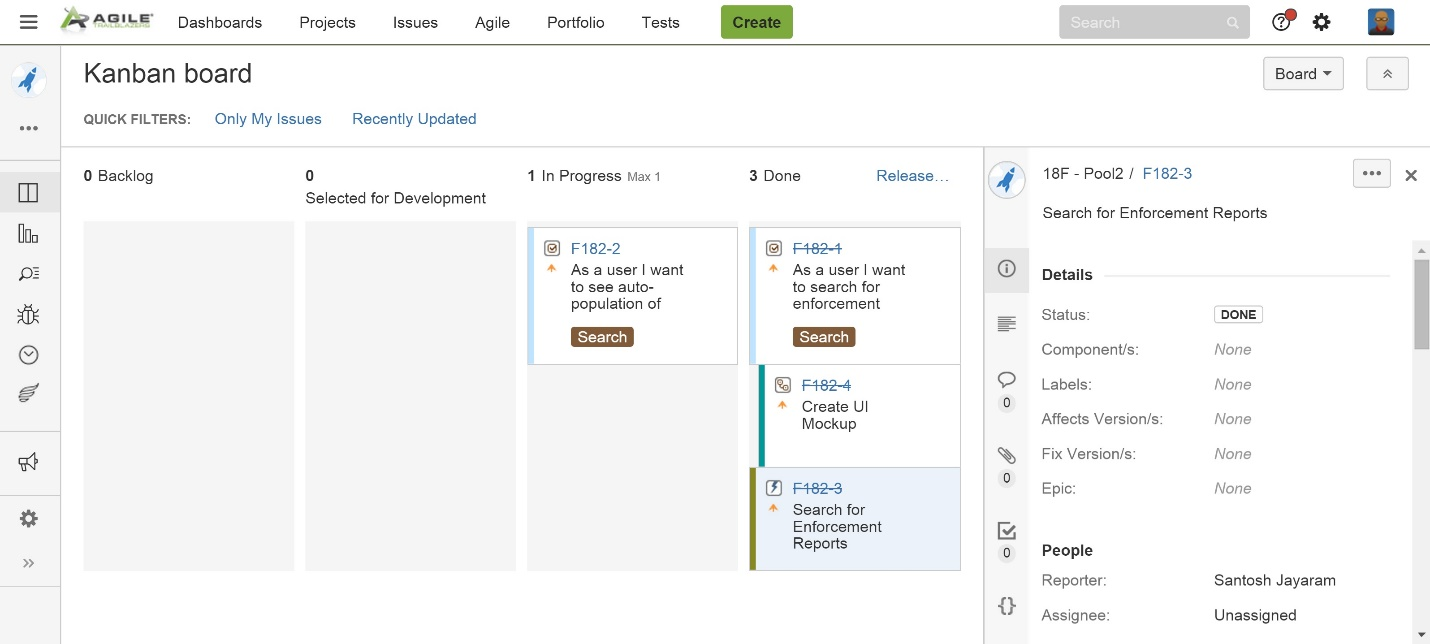 AGILE
TRAILBLAZERS
Dashboards
Projects
Issues
Agile
Portfolio
Tests
Create
Search
Kanban board
Board
QUICK FILTERS:
Only My Issues
Recently Updated
0 Backlog
0
Selected for Development
1 In Progress Max 1
3 Done
Release…
F182-2
As a user I want
to see auto-
population of
Search
F182-1
As a user I want
to search for
enforcement
Search
F182-4
Create UI
Mockup
F182-3
Search for
Enforcement
Reports
18F - Pool2 / F182-3
Search for Enforcement Reports
0
0
0
Details
Status: DONE
Component/s: None
Labels: None
Affects Version/s: None
Fix Version/s: None
Epic: None
People
Reporter: Santosh Jayaram
Assignee: Unassigned